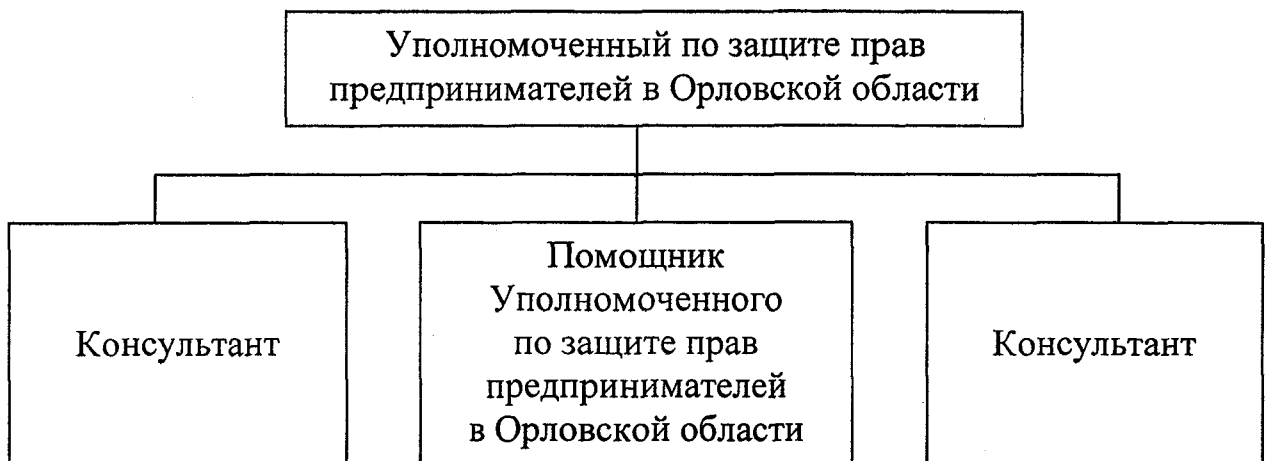 Уполномоченный по защите прав
предпринимателей в Орловской области
Консультант
Помощник
Уполномоченного
по защите прав
предпринимателей
в Орловской области
Консультант